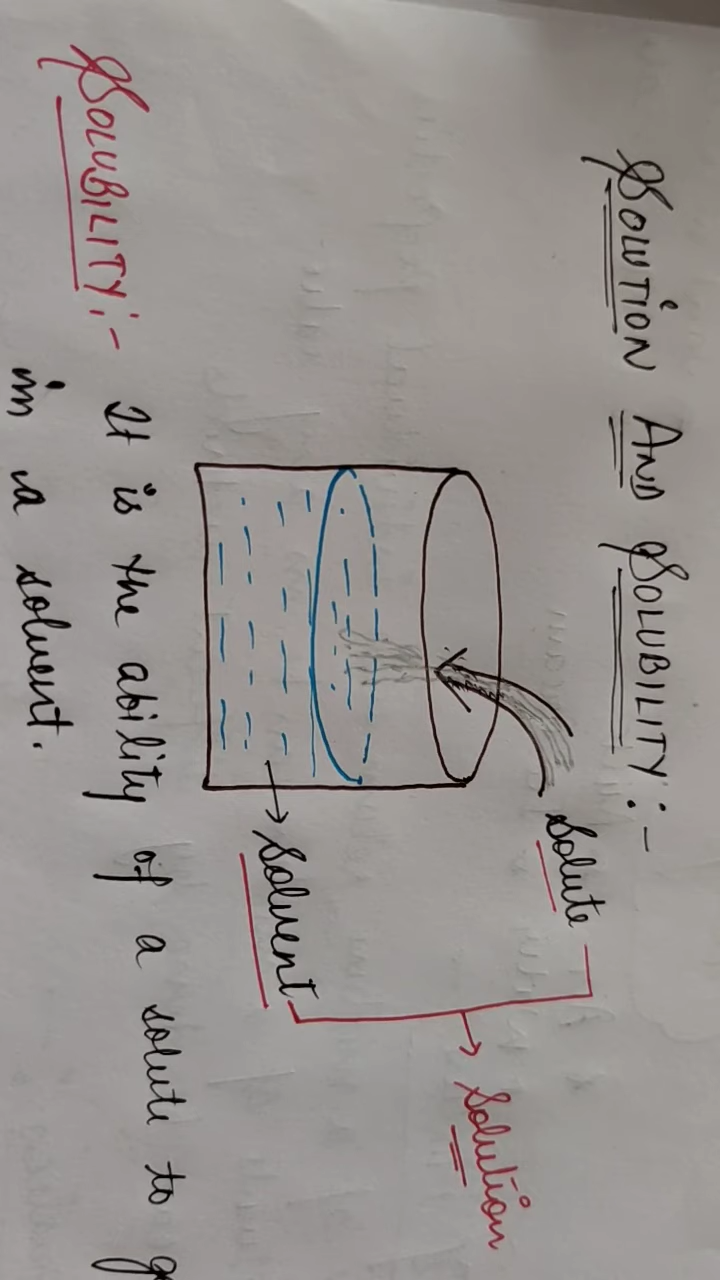 SOLUTION AND SOLUBILITY:-
Solute
Solution
Solvent
SOLUBILITY:- It is the ability of a solute to
in a solvent.